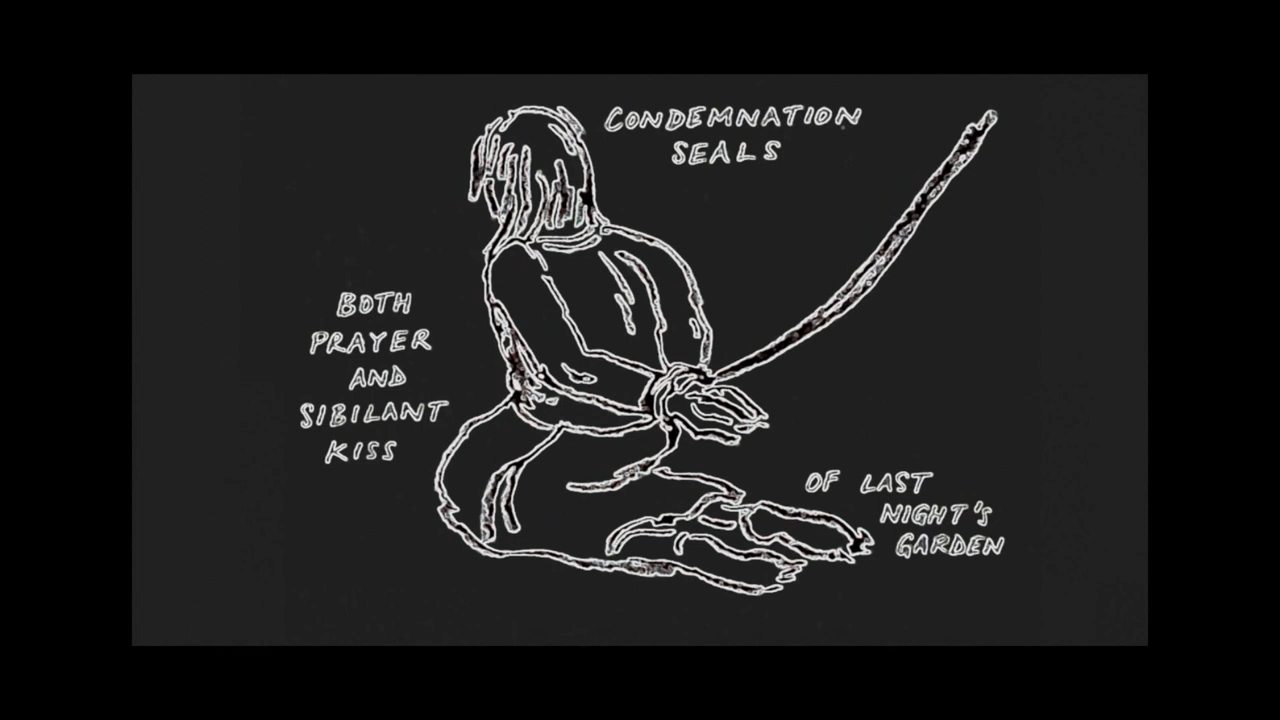 CONDEMNATION
SEALS
BOTH
PRAYER
AND
SIBILANT
KISS
OF LAST
NIGHT'S
GARDEN